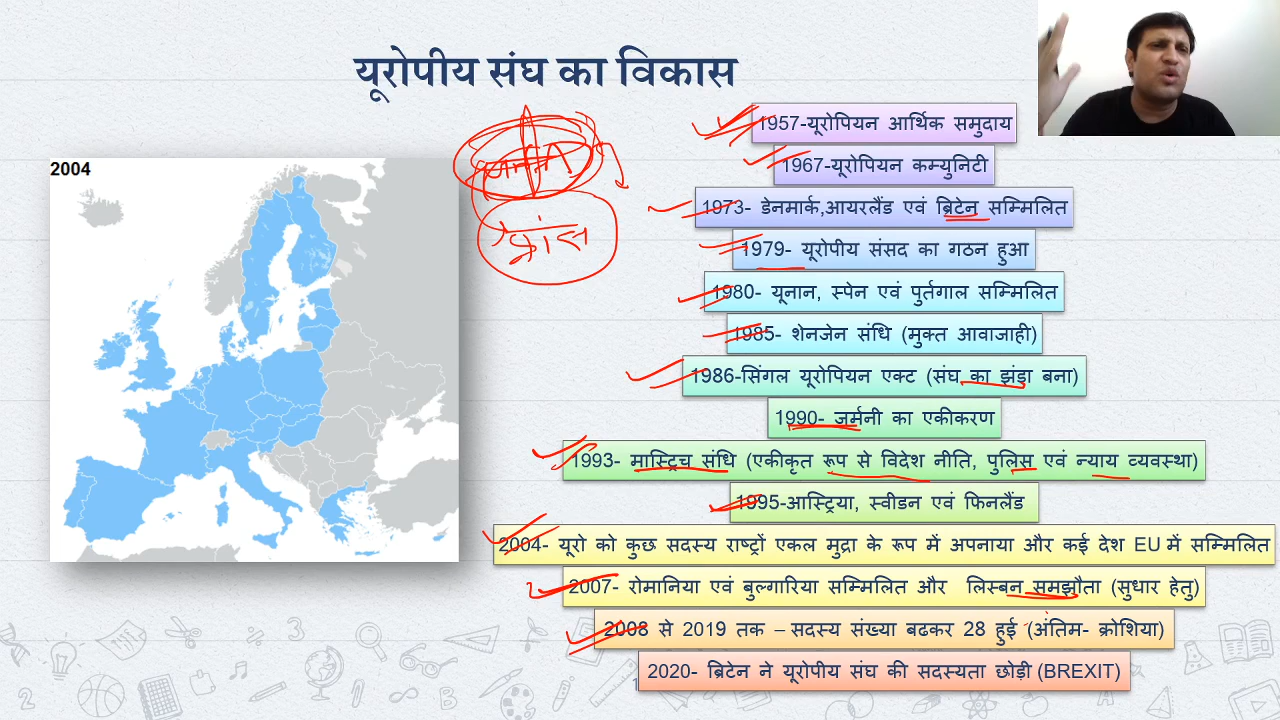 यूरोपीय संघ का विकास
2004
जर्मनी
फ्रांस
1957-यूरोपियन आर्थिक समुदाय
1967-यूरोपियन कम्युनिटी
1973- डेनमार्क,आयरलैंड एवं ब्रिटेन सम्मिलित
1979- यूरोपीय संसद का गठन हुआ
1980- यूनान, स्पेन एवं पुर्तगाल सम्मिलित
1985- शेनजेन संधि (मुक्त आवाजाही)
1986-सिंगल यूरोपियन एक्ट (संघ का झंडा बना)
1990- जर्मनी का एकीकरण
1993- मास्ट्रिच संधि (एकीकृत रूप से विदेश नीति, पुलिस एवं न्याय व्यवस्था)
1995-आस्ट्रिया, स्वीडन एवं फिनलैंड
2004- यूरो को कुछ सदस्य राष्ट्रों एकल मुद्रा के रूप में अपनाया और कई देश EU में सम्मिलित
2007- रोमानिया एवं बुल्गारिया सम्मिलित और लिस्बन समझौता (सुधार हेतु)
2008 से 2019 तक – सदस्य संख्या बढकर 28 हुई (अंतिम- क्रोशिया)
2020- ब्रिटेन ने यूरोपीय संघ की सदस्यता छोड़ी (BREXIT)